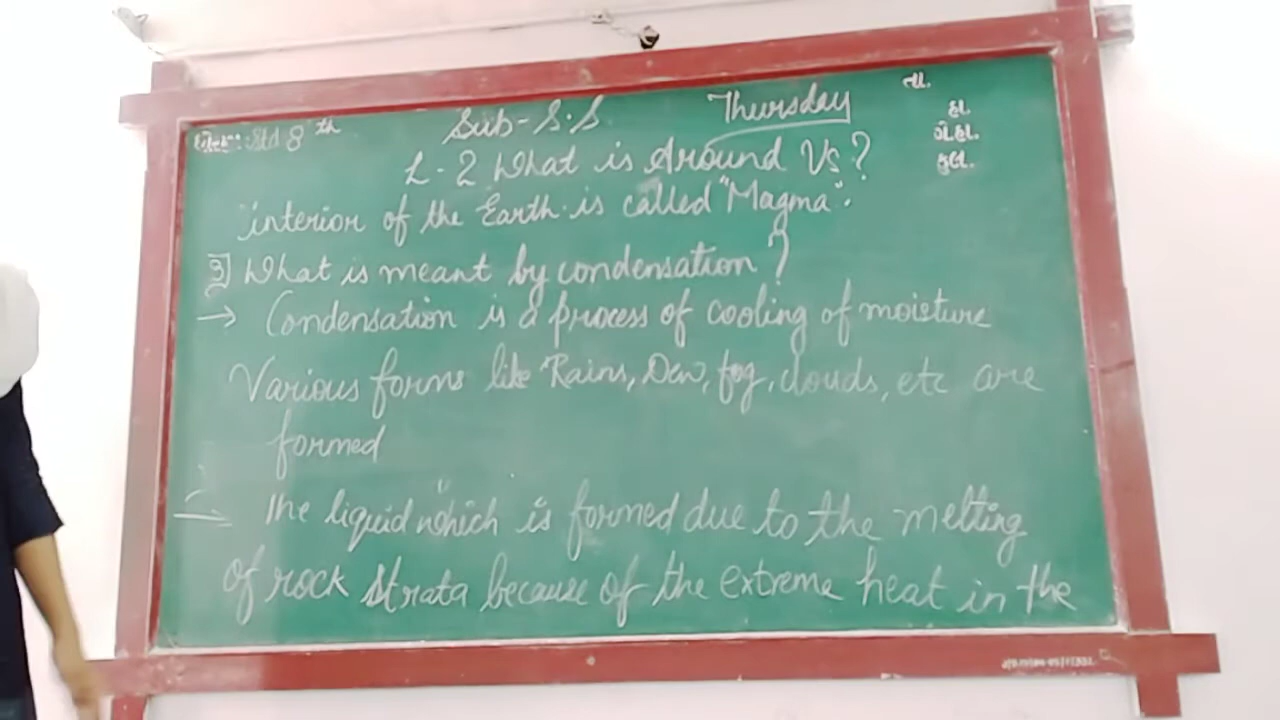 Std 8th
Sub-S.S
Thursday
તા.
હા.
ગે.હા.
કુલ.
L-2 What is Around Us?
interior of the Earth is called "Magma".
3] What is meant by condensation?
→ Condensation is a process of cooling of moisture
Various forms like Rains, Dew, fog, clouds, etc are
formed
The liquid which is formed due to the melting
of rock strata because of the extreme heat in the